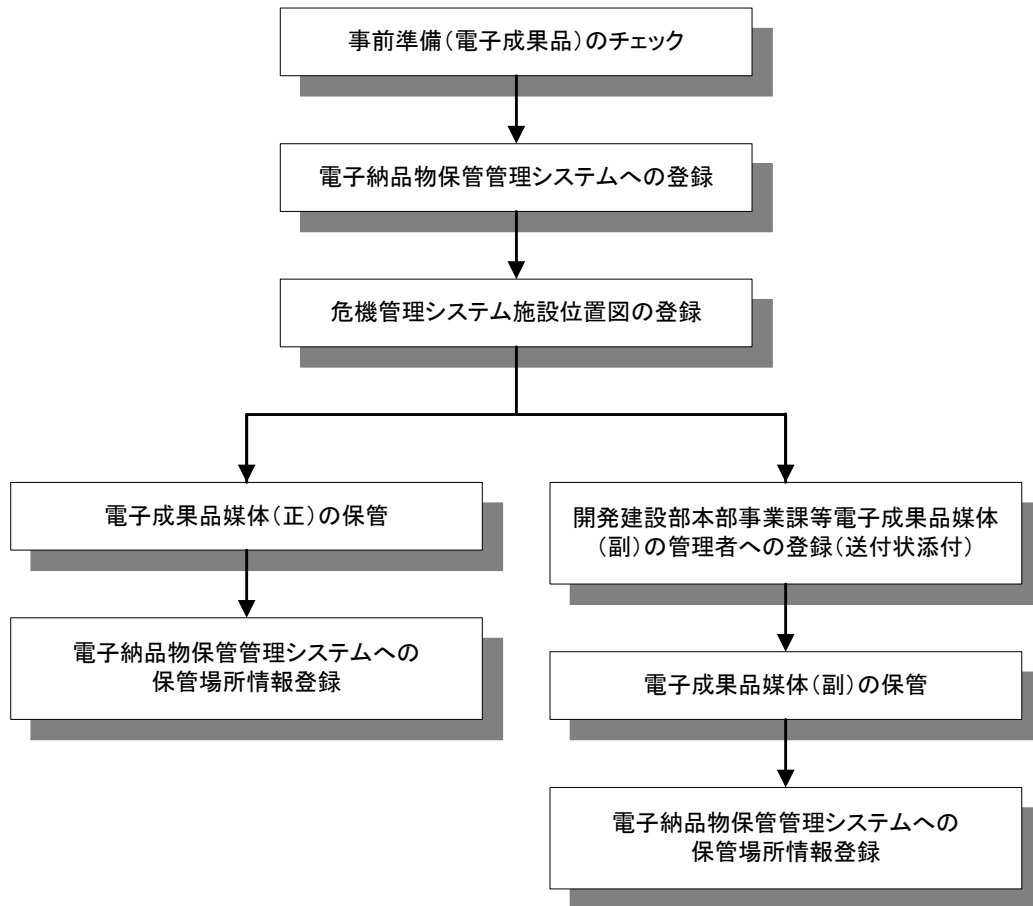 事前準備（電子成果品）のチェック
電子納品物保管管理システムへの登録
危機管理システム施設位置図の登録
電子成果品媒体（正）の保管
電子納品物保管管理システムへの
保管場所情報登録
開発建設部本部事業課等電子成果品媒体
（副）の管理者への登録（送付状添付）
電子成果品媒体（副）の保管
電子納品物保管管理システムへの
保管場所情報登録